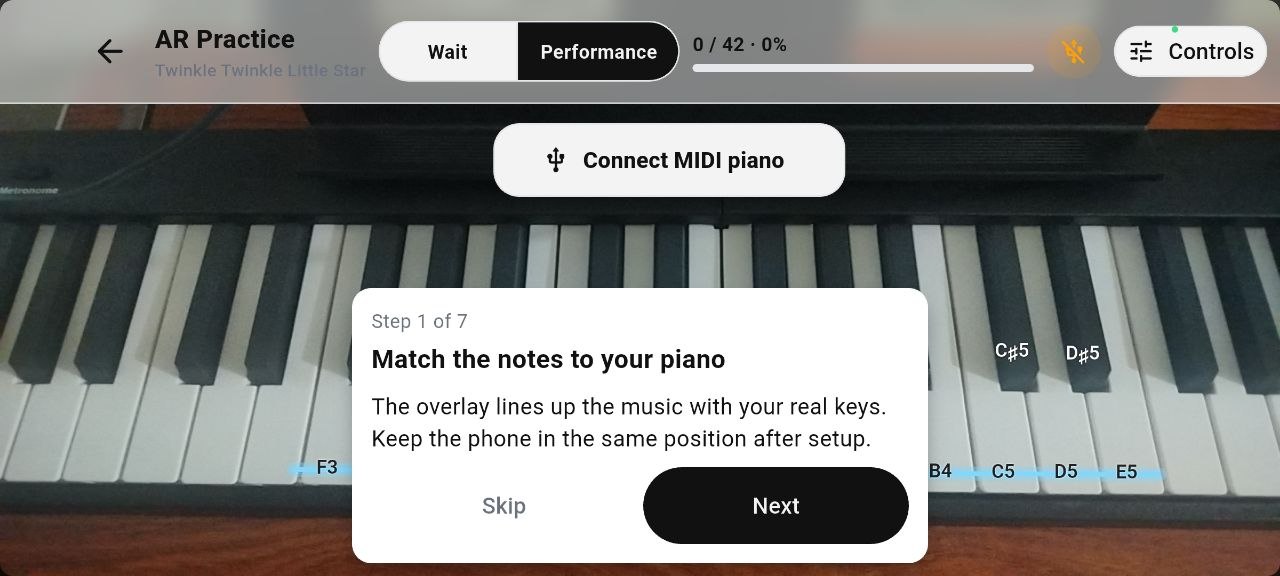 AR Practice
Twinkle Twinkle Little Star
Wait
Performance
0 / 42 · 0%
Controls
Connect MIDI piano
Metronome
Step 1 of 7
Match the notes to your piano
The overlay lines up the music with your real keys.
Keep the phone in the same position after setup.
Skip
Next
C♯5
D♯5
F3
B4
C5
D5
E5